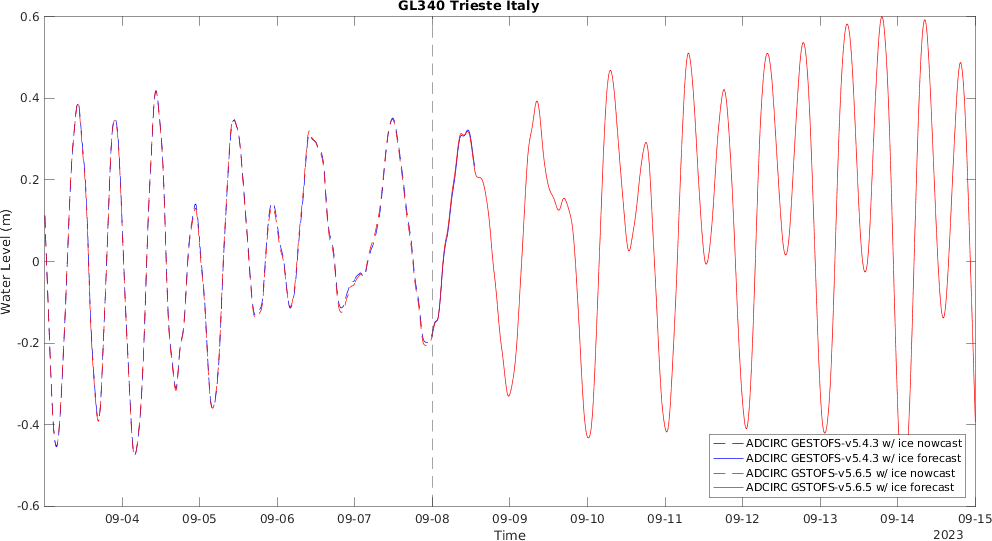 GL340 Trieste Italy
0.6
0.4
0.2
0
-0.2
-0.4
-0.6
Water Level (m)
ADCIRC GESTOFS-v5.4.3 w/ ice nowcast
ADCIRC GESTOFS-v5.4.3 w/ ice forecast
ADCIRC GSTOFS-v5.6.5 w/ ice nowcast
ADCIRC GSTOFS-v5.6.5 w/ ice forecast
09-04 09-05 09-06 09-07 09-08 09-09 09-10 09-11 09-12 09-13 09-14 09-15
Time
2023